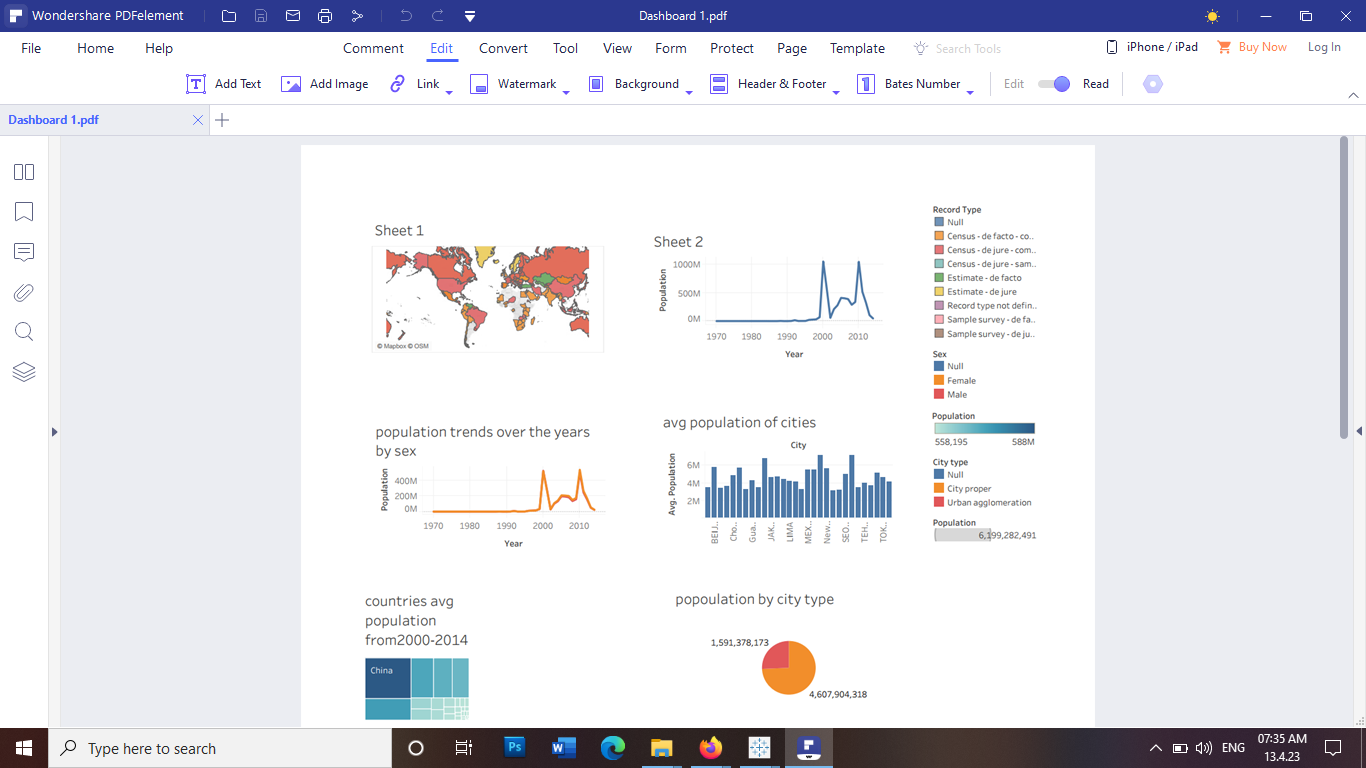 Wondershare PDFelement
Dashboard 1.pdf
File Home Help Comment Edit Convert Tool View Form Protect Page Template Search Tools iPhone / iPad Buy Now Log In
Add Text Add Image Link Watermark Background Header & Footer Bates Number Edit Read
Dashboard 1.pdf
Sheet 1
© Mapbox © OSM
Sheet 2
Population
1000M
500M
0M
1970 1980 1990 2000 2010
Year
Record Type
Null
Census - de facto - co..
Census - de jure - com..
Census - de jure - sam..
Estimate - de facto
Estimate - de jure
Record type not defin..
Sample survey - de fa..
Sample survey - de ju..
Sex
Null
Female
Male
Population
558,195 588M
City type
Null
City proper
Urban agglomeration
Population
6,199,282,491
population trends over the years
by sex
Population
400M
200M
0M
1970 1980 1990 2000 2010
Year
avg population of cities
City
Avg. Population
6M
4M
2M
BEIJ.. Cho.. Gua.. JAK.. LIMA MEX.. New.. SEO.. TEH.. TOK..
countries avg
population
from2000-2014
China
popoulation by city type
1,591,378,173
4,607,904,318
Type here to search
Ps
ENG
07:35 AM
13.4.23